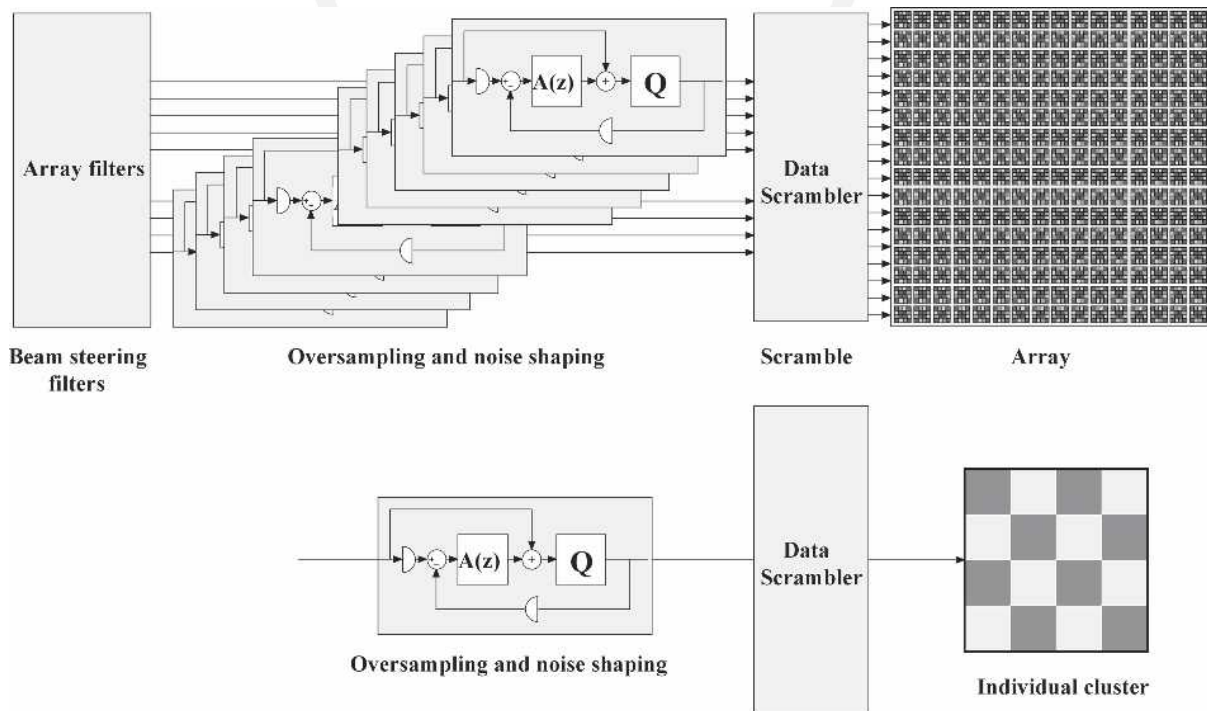 A(z)
+
Q
Array filters
Data
Scrambler
Beam steering
filters
Oversampling and noise shaping
Scramble
Array
A(z)
+
Q
Data
Scrambler
Oversampling and noise shaping
Individual cluster